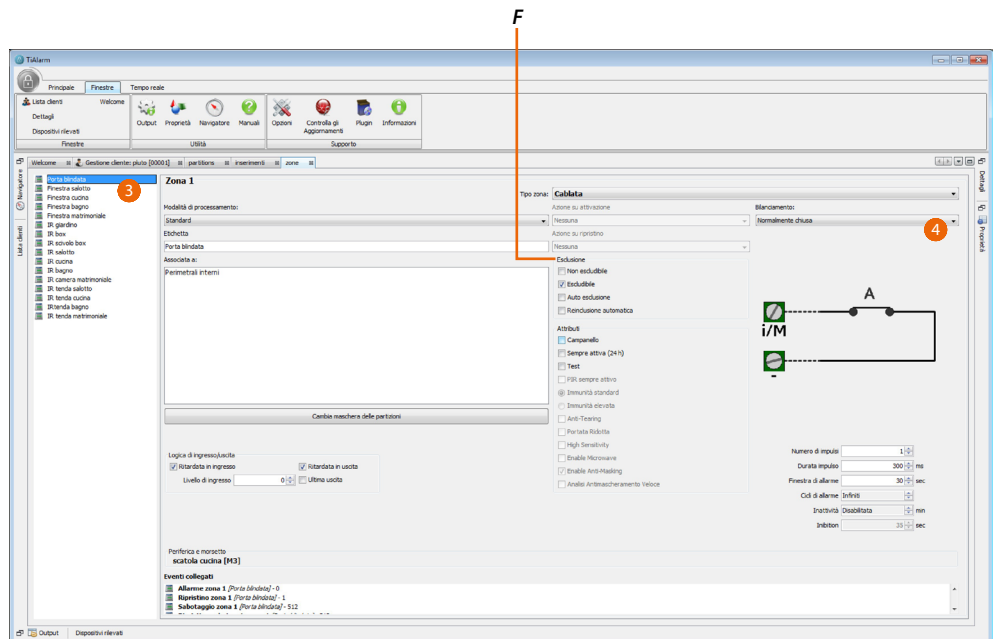 F
TiAlarm
Principale Finestre Tempo reale
Lista clienti Welcome
Dettagli
Dispositivi rilevati
Finestre
Output Proprietà Navigatore Manuali
Utilità
Opzioni Controlla gli Aggiornamenti Plugin Informazioni
Supporto
Welcome Gestione cliente: pluto [00001] partitions inserimenti zone
Navigatore
Lista clienti
Dettagli
Proprietà
Porta blindata
Finestra salotto
Finestra cucina
Finestra bagno
Finestra matrimoniale
IR giardino
IR box
IR scivolo box
IR salotto
IR cucina
IR bagno
IR camera matrimoniale
IR tenda salotto
IR tenda cucina
IRtenda bagno
IR tenda matrimoniale
3
Zona 1
Tipo zona: Cablata
Modalità di processamento:
Standard
Etichetta
Porta blindata
Associata a:
Perimetrali interni
Cambia maschera delle partizioni
Azione su attivazione
Nessuna
Azione su ripristino
Nessuna
Bilanciamento:
Normalmente chiusa
4
Esclusione
Non escludibile
Escludibile
Auto esclusione
Reinclusione automatica
Attributi
Campanello
Sempre attiva (24 h)
Test
PIR sempre attivo
Immunità standard
Immunità elevata
Anti-Tearing
Portata Ridotta
High Sensitivity
Enable Microwave
Enable Anti-Masking
Analisi Antimascheramento Veloce
A
i/M
-
Logica di ingresso/uscita
Ritardata in ingresso Ritardata in uscita
Livello di ingresso 0 Ultima uscita
Numero di impulsi 1
Durata impulso 300 ms
Finestra di allarme 30 sec
Cicli di allarme Infiniti
Inattività Disabilitata min
Inibition 35 sec
Periferica e morsetto
scatola cucina [M3]
Eventi collegati
Allarme zona 1 [Porta blindata] - 0
Ripristino zona 1 [Porta blindata] - 1
Sabotaggio zona 1 [Porta blindata] - 512
Output Dispositivi rilevati